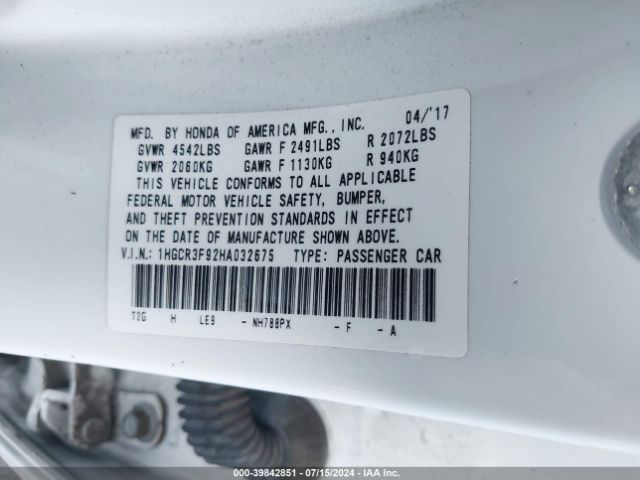 MFD. BY HONDA OF AMERICA MFG., INC. 04/'17
GVWR 4542LBS GAWR F 2491LBS R 2072LBS
GVWR 2060KG GAWR F 1130KG R 940KG
THIS VEHICLE CONFORMS TO ALL APPLICABLE
FEDERAL MOTOR VEHICLE SAFETY, BUMPER,
AND THEFT PREVENTION STANDARDS IN EFFECT
ON THE DATE OF MANUFACTURE SHOWN ABOVE.
V.I.N.: 1HGCR3F92HA032675 TYPE: PASSENGER CAR
T2G H LE9 - NH788PX - F - A
000-39842851 - 07/15/2024 - IAA Inc.